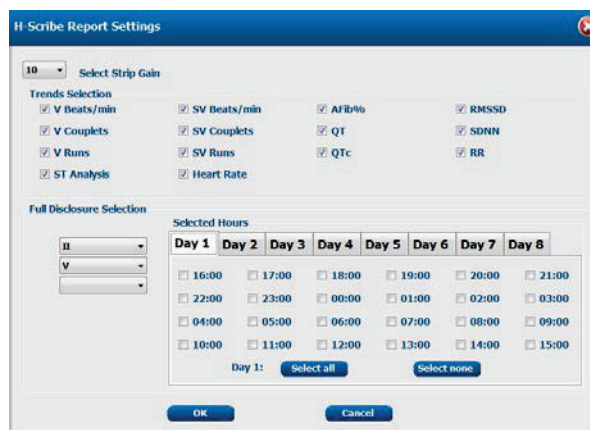 H-Scribe Report Settings
10 Select Strip Gain
Trends Selection
V Beats/min SV Beats/min AFib% RMSSD
V Couplets SV Couplets QT SDNN
V Runs SV Runs QTc RR
ST Analysis Heart Rate
Full Disclosure Selection
Selected Hours
II
V
Day 1 Day 2 Day 3 Day 4 Day 5 Day 6 Day 7 Day 8
16:00 17:00 18:00 19:00 20:00 21:00
22:00 23:00 00:00 01:00 02:00 03:00
04:00 05:00 06:00 07:00 08:00 09:00
10:00 11:00 12:00 13:00 14:00 15:00
Day 1: Select all Select none
OK Cancel